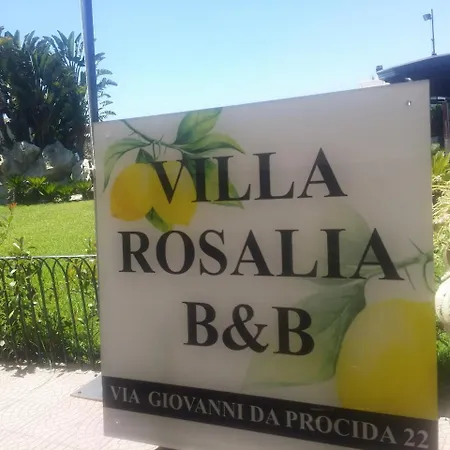 VILLA
ROSALIA
B&B
VIA GIOVANNI DA PROCIDA 22